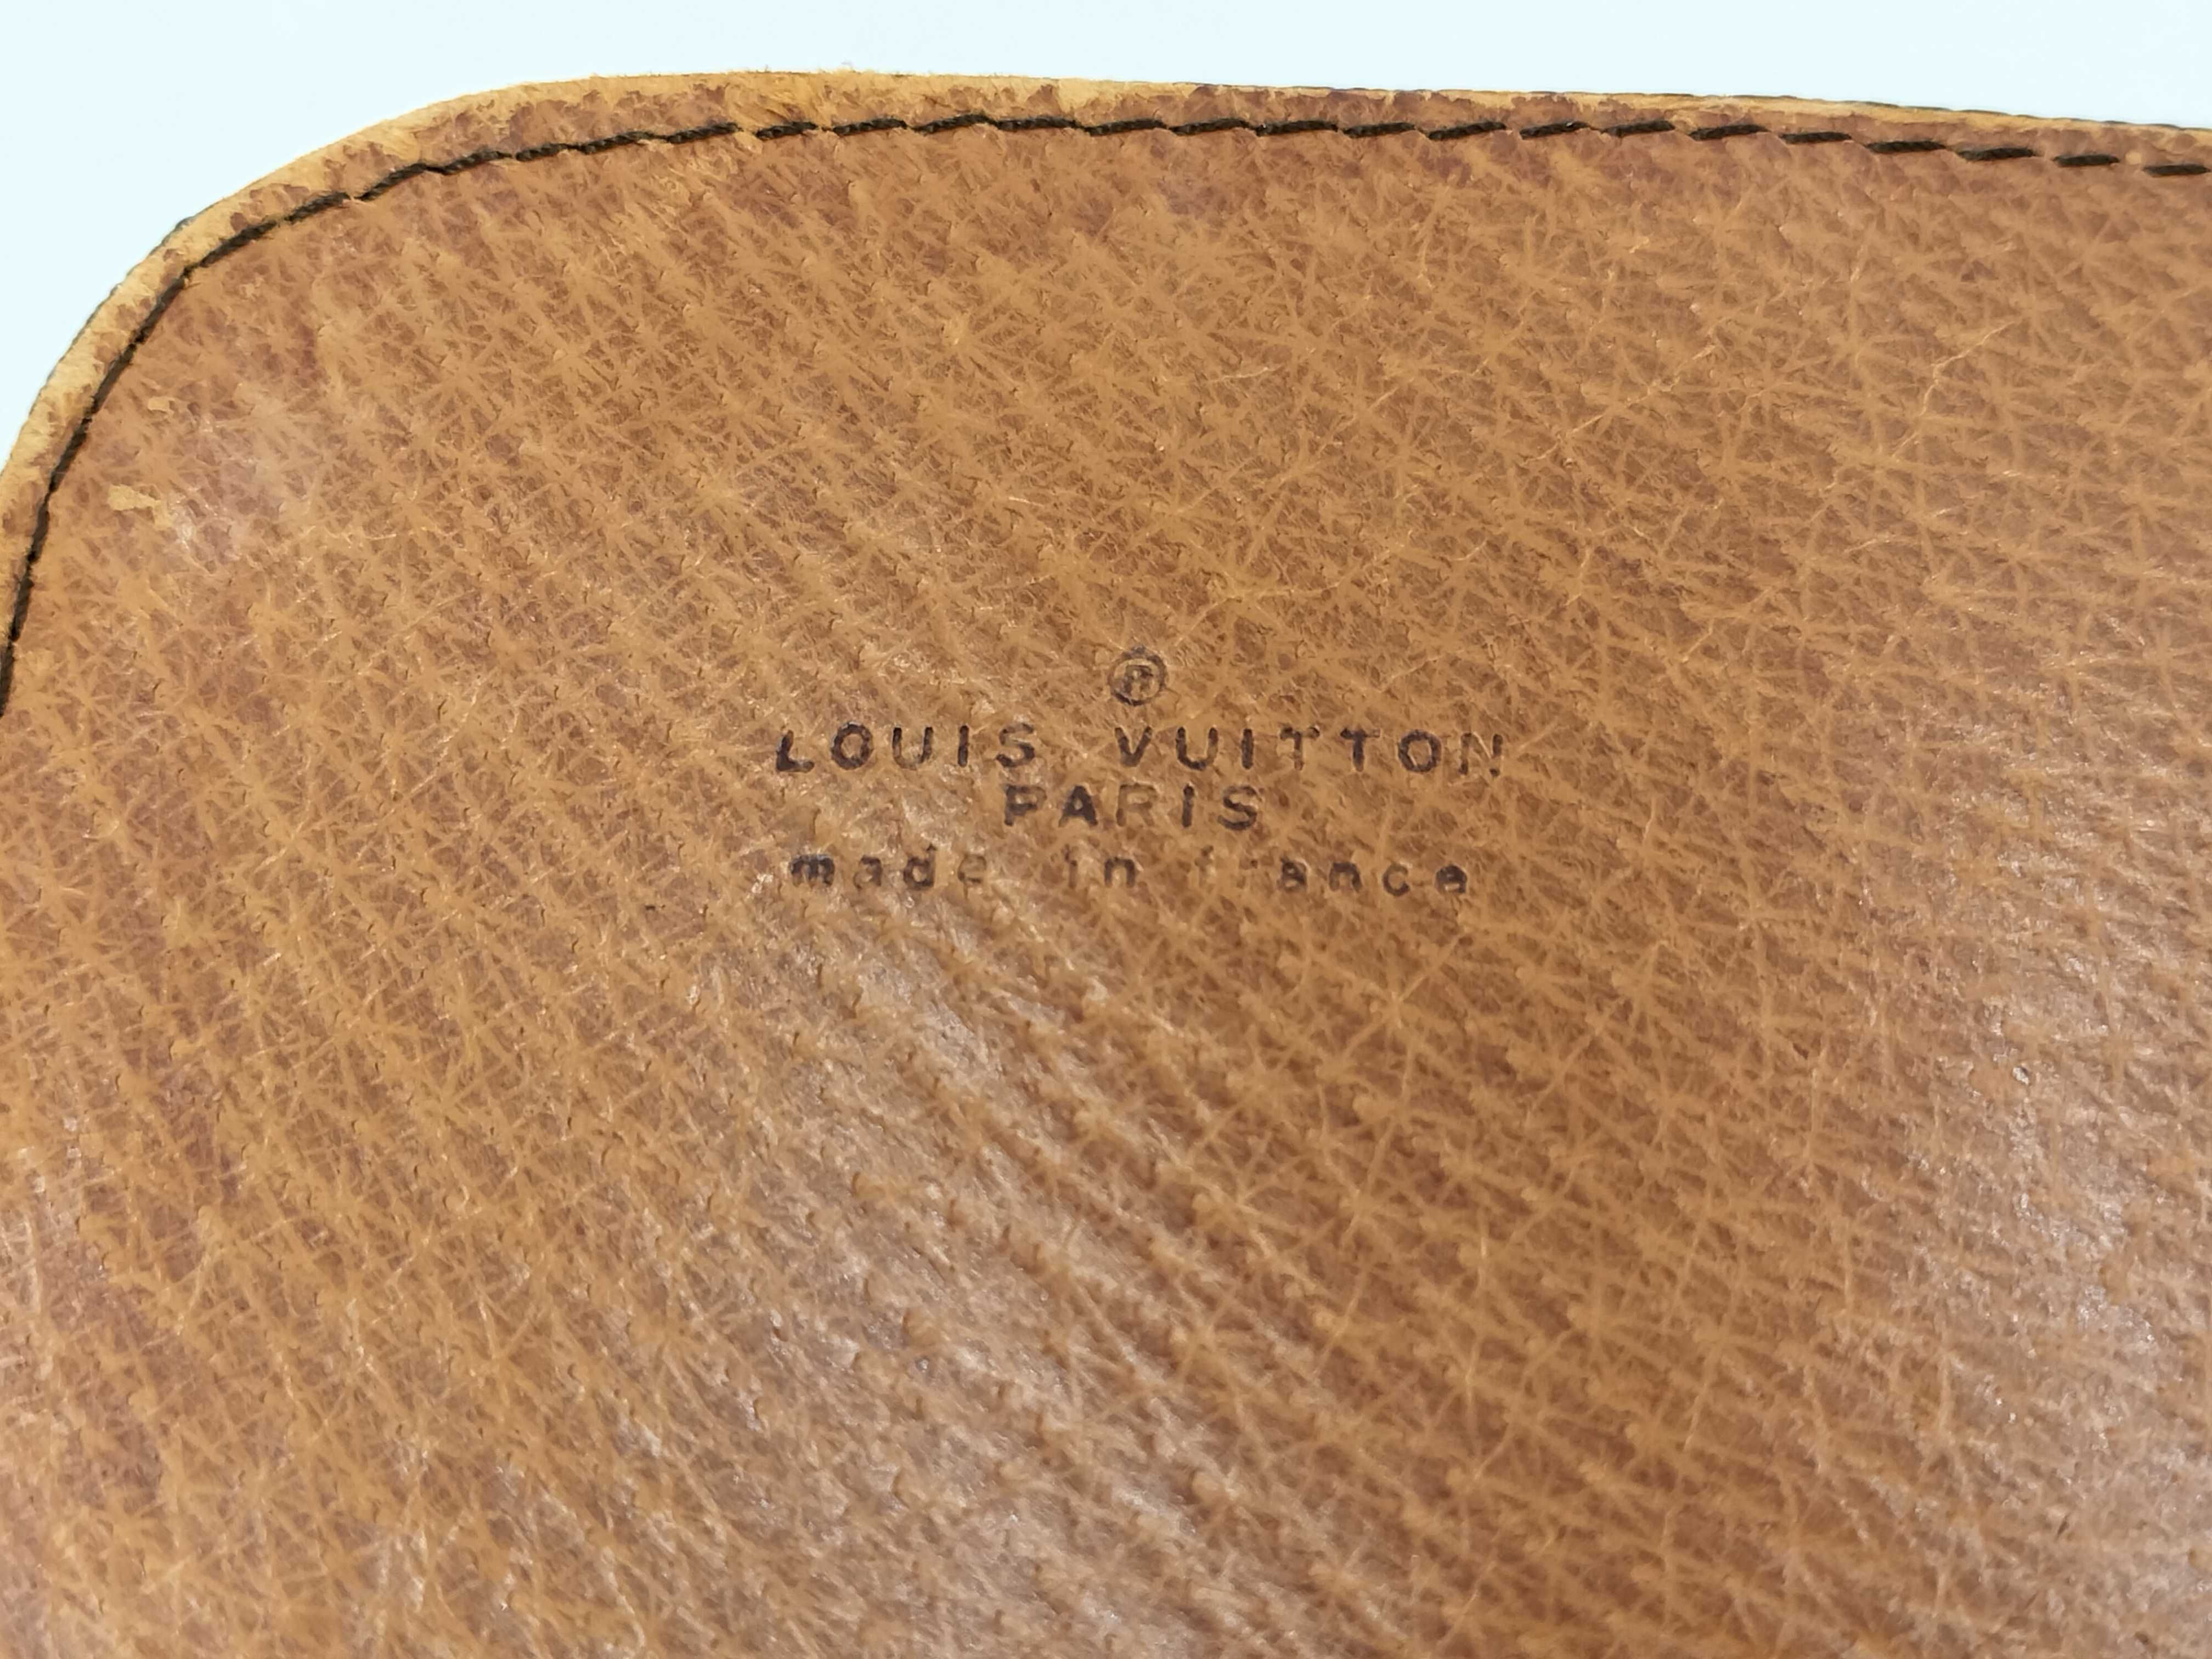 ®
LOUIS VUITTON
PARIS
made in france